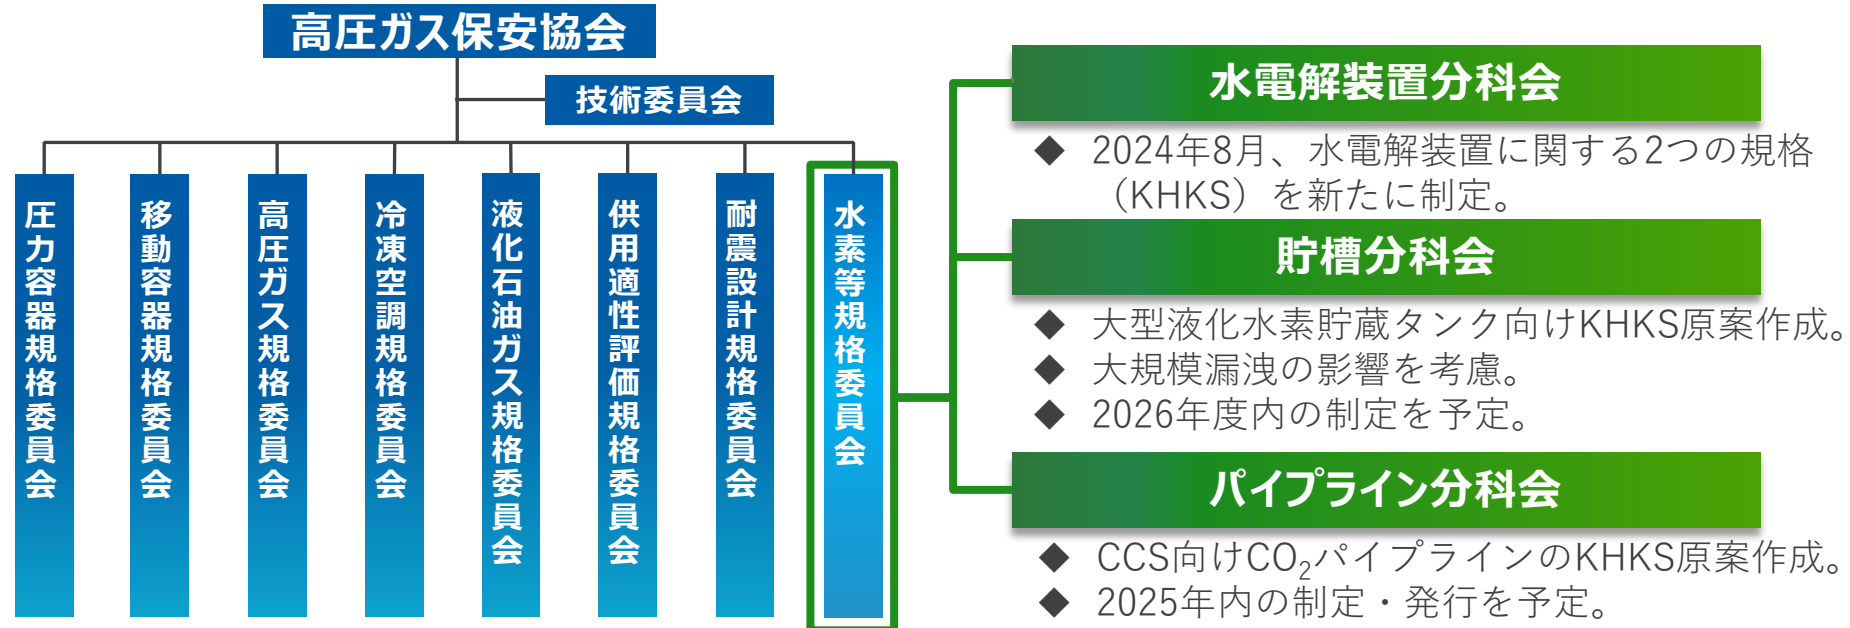 高圧ガス保安協会
技術委員会
圧力容器規格委員会
移動容器規格委員会
高圧ガス規格委員会
冷凍空調規格委員会
液化石油ガス規格委員会
供用適性評価規格委員会
耐震設計規格委員会
水素等規格委員会
水電解装置分科会
◆ 2024年8月、水電解装置に関する2つの規格
（KHKS）を新たに制定。
貯槽分科会
◆ 大型液化水素貯蔵タンク向けKHKS原案作成。
◆ 大規模漏洩の影響を考慮。
◆ 2026年度内の制定を予定。
パイプライン分科会
◆ CCS向けCO₂パイプラインのKHKS原案作成。
◆ 2025年内の制定・発行を予定。